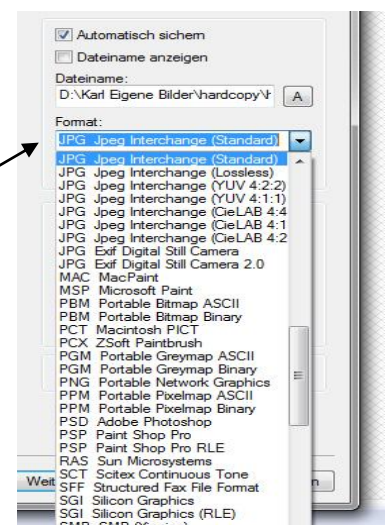 Automatisch sichern
Dateiname anzeigen
Dateiname:
D:\Karl Eigene Bilder\hardcopy\
A
Format:
JPG Jpeg Interchange (Standard)
JPG Jpeg Interchange (Standard)
JPG Jpeg Interchange (Lossless)
JPG Jpeg Interchange (YUV 4:2:2)
JPG Jpeg Interchange (YUV 4:1:1)
JPG Jpeg Interchange (CieLAB 4:4
JPG Jpeg Interchange (CieLAB 4:1
JPG Jpeg Interchange (CieLAB 4:2
JPG Exif Digital Still Camera
JPG Exif Digital Still Camera 2.0
MAC MacPaint
MSP Microsoft Paint
PBM Portable Bitmap ASCII
PBM Portable Bitmap Binary
PCT Macintosh PICT
PCX ZSoft Paintbrush
PGM Portable Greymap ASCII
PGM Portable Greymap Binary
PNG Portable Network Graphics
PPM Portable Pixelmap ASCII
PPM Portable Pixelmap Binary
PSD Adobe Photoshop
PSP Paint Shop Pro
PSP Paint Shop Pro RLE
RAS Sun Microsystems
SCT Scitex Continuous Tone
Weit
SFF Structured Fax File Format
n
SGI Silicon Graphics
SGI Silicon Graphics (RLE)